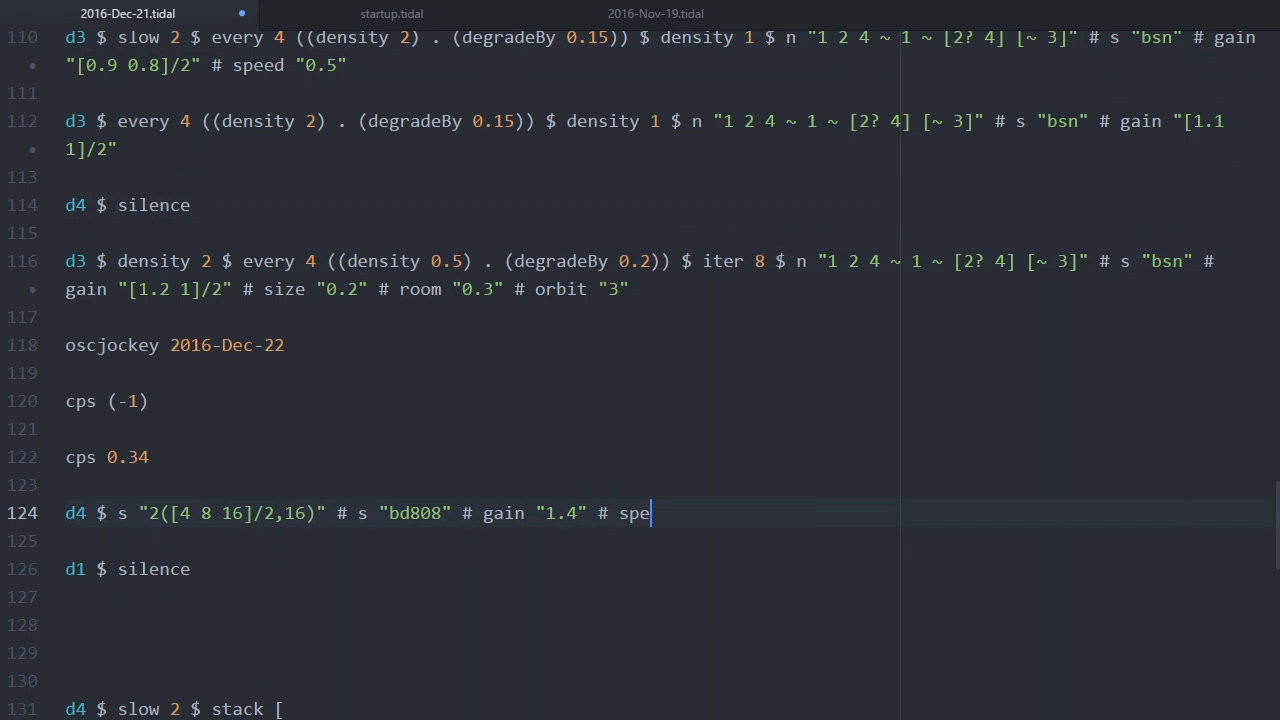 2016-Dec-21.tidal startup.tidal 2016-Nov-19.tidal
110 d3 $ slow 2 $ every 4 ((density 2) . (degradeBy 0.15)) $ density 1 $ n "1 2 4 ~ 1 ~ [2? 4] [~ 3]" # s "bsn" # gain
• "[0.9 0.8]/2" # speed "0.5"
111
112 d3 $ every 4 ((density 2) . (degradeBy 0.15)) $ density 1 $ n "1 2 4 ~ 1 ~ [2? 4] [~ 3]" # s "bsn" # gain "[1.1
• 1]/2"
113
114 d4 $ silence
115
116 d3 $ density 2 $ every 4 ((density 0.5) . (degradeBy 0.2)) $ iter 8 $ n "1 2 4 ~ 1 ~ [2? 4] [~ 3]" # s "bsn" #
• gain "[1.2 1]/2" # size "0.2" # room "0.3" # orbit "3"
117
118 oscjockey 2016-Dec-22
119
120 cps (-1)
121
122 cps 0.34
123
124 d4 $ s "2([4 8 16]/2,16)" # s "bd808" # gain "1.4" # spe
125
126 d1 $ silence
127
128
129
130
131 d4 $ slow 2 $ stack [